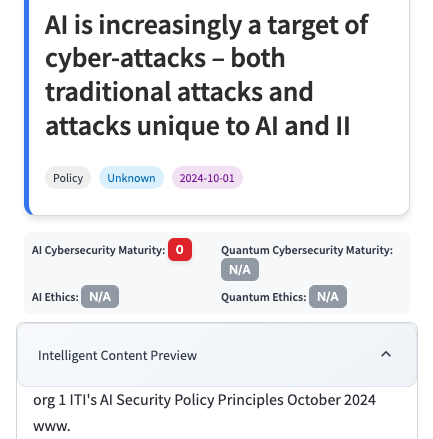 AI is increasingly a target of
cyber-attacks – both
traditional attacks and
attacks unique to AI and II
Policy Unknown 2024-10-01
AI Cybersecurity Maturity: 0 Quantum Cybersecurity Maturity:
N/A
AI Ethics: N/A Quantum Ethics: N/A
Intelligent Content Preview
org 1 ITI's AI Security Policy Principles October 2024
www.